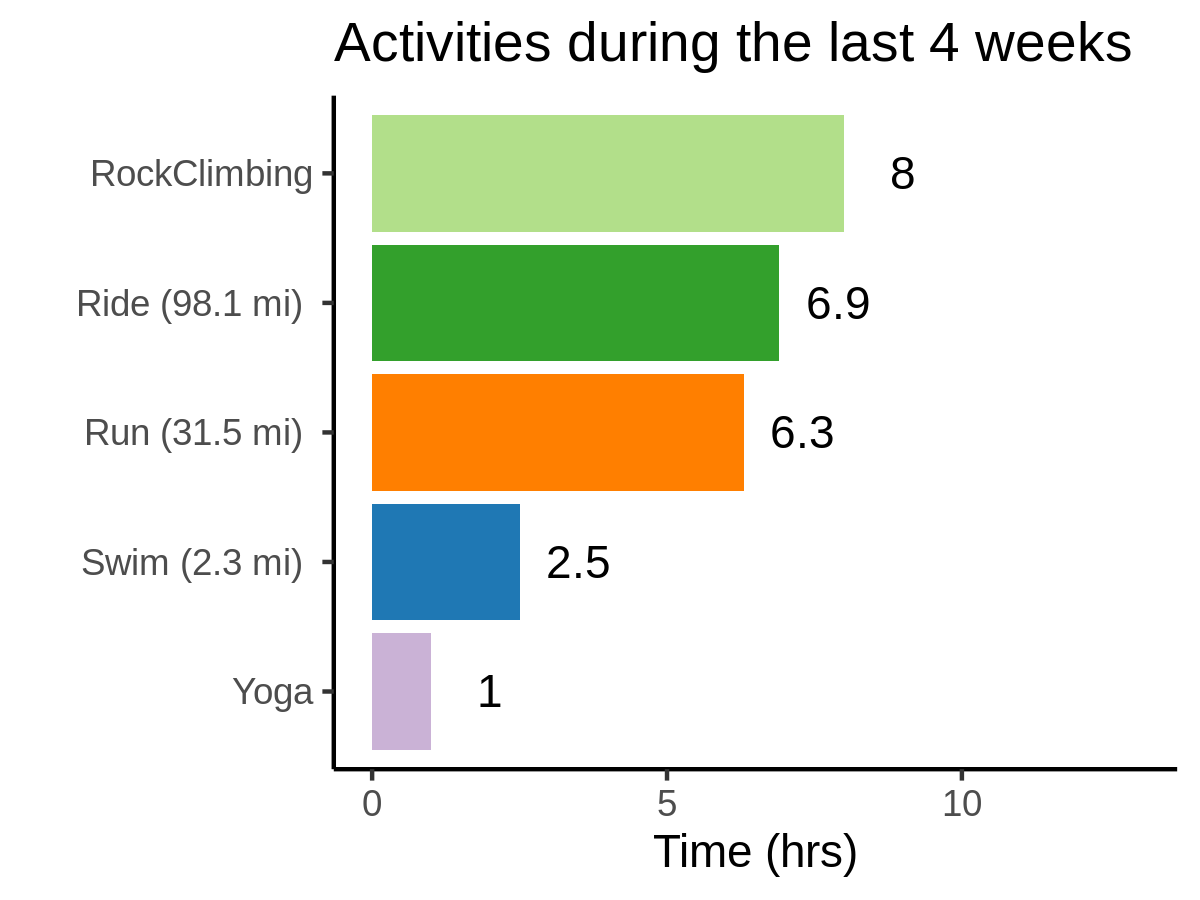 Activities during the last 4 weeks
RockClimbing
8
Ride (98.1 mi)
6.9
Run (31.5 mi)
6.3
Swim (2.3 mi)
2.5
Yoga
1
0 5 10
Time (hrs)